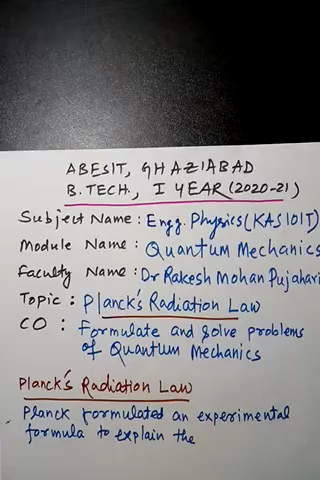 ABESIT, GHAZIABAD
B.TECH., I YEAR (2020-21)
Subject Name : Engg. Physics (KAS101T)
Module Name : Quantum Mechanics
Faculty Name : Dr Rakesh Mohan Pujahari
Topic : Planck's Radiation Law
CO : Formulate and solve problems
of Quantum Mechanics
Planck's Radiation Law
Planck formulated an experimental
formula to explain the